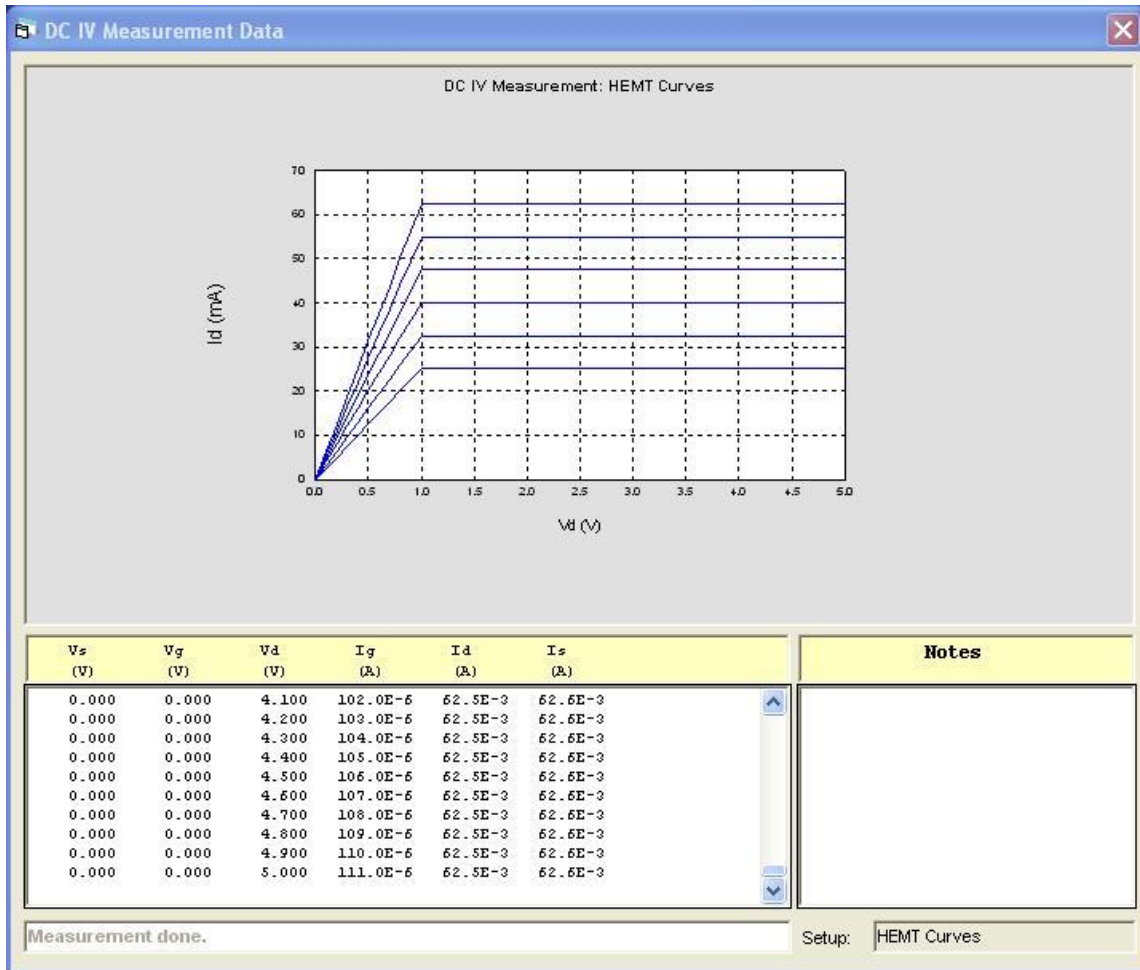 DC IV Measurement Data
DC IV Measurement: HEMT Curves
70
60
50
40
30
20
10
0
Id (mA)
0.0 0.5 1.0 1.5 2.0 2.5 3.0 3.5 4.0 4.5 5.0
Vd (V)
Vs Vg Vd Ig Id Is
(V) (V) (V) (A) (A) (A)
Notes
0.000 0.000 4.100 102.0E-6 62.5E-3 62.6E-3
0.000 0.000 4.200 103.0E-6 62.5E-3 62.6E-3
0.000 0.000 4.300 104.0E-6 62.5E-3 62.6E-3
0.000 0.000 4.400 105.0E-6 62.5E-3 62.6E-3
0.000 0.000 4.500 106.0E-6 62.5E-3 62.6E-3
0.000 0.000 4.600 107.0E-6 62.5E-3 62.6E-3
0.000 0.000 4.700 108.0E-6 62.5E-3 62.6E-3
0.000 0.000 4.800 109.0E-6 62.5E-3 62.6E-3
0.000 0.000 4.900 110.0E-6 62.5E-3 62.6E-3
0.000 0.000 5.000 111.0E-6 62.5E-3 62.6E-3
Measurement done.
Setup: HEMT Curves